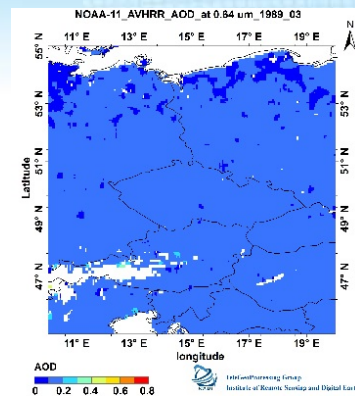 NOAA-11_AVHRR_AOD_at 0.64 um_1989_03
N
11° E 13° E 15° E 17° E 19° E
55° N 55° N
53° N 53° N
51° N 51° N
49° N 49° N
47° N 47° N
Latitude
11° E 13° E 15° E 17° E 19° E
longitude
AOD
0 0.2 0.4 0.6 0.8
TeleGeoProcessing Group
Institute of Remote Sensing and Digital Earth